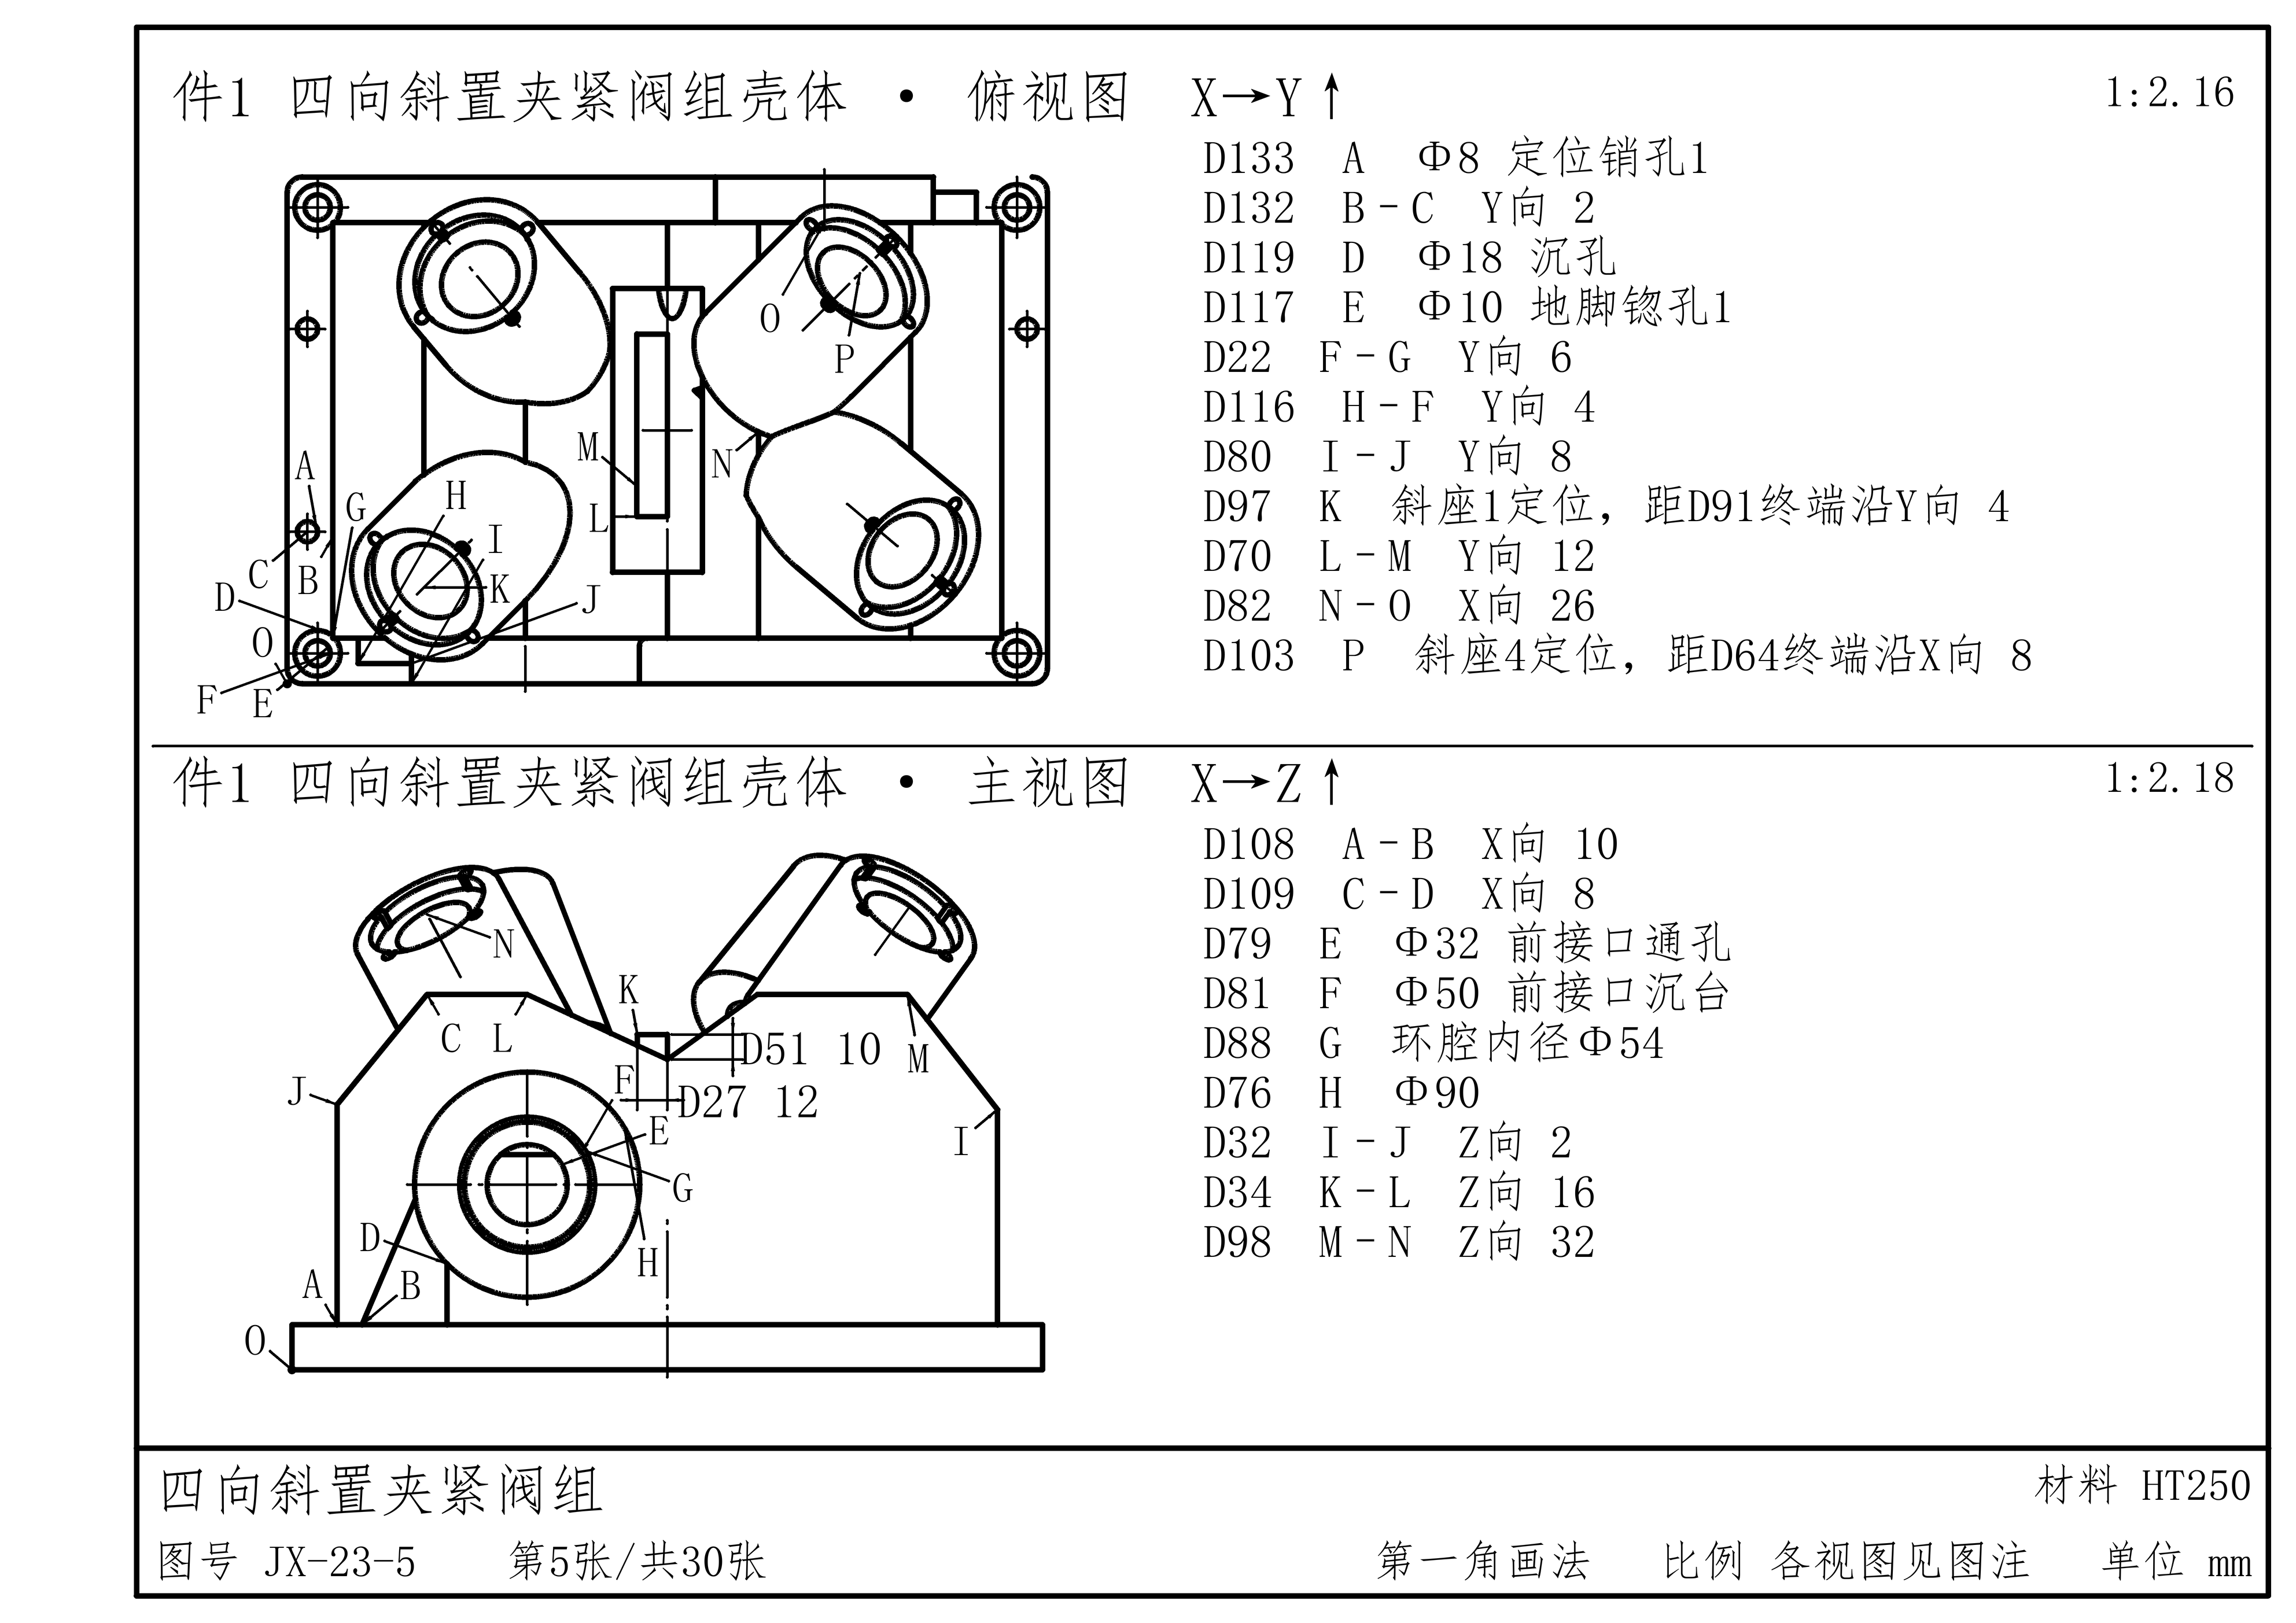 件1 四向斜置夹紧阀组壳体 · 俯视图 X→Y↑
1:2.16
D133 A Φ8 定位销孔1
D132 B-C Y向 2
D119 D Φ18 沉孔
D117 E Φ10 地脚锪孔1
D22 F-G Y向 6
D116 H-F Y向 4
D80 I-J Y向 8
D97 K 斜座1定位，距D91终端沿Y向 4
D70 L-M Y向 12
D82 N-O X向 26
D103 P 斜座4定位，距D64终端沿X向 8
O
P
M
N
A
G
H
L
I
C
B
K
D
J
O
F
E
件1 四向斜置夹紧阀组壳体 · 主视图 X→Z↑
1:2.18
D108 A-B X向 10
D109 C-D X向 8
D79 E Φ32 前接口通孔
D81 F Φ50 前接口沉台
D88 G 环腔内径Φ54
D76 H Φ90
D32 I-J Z向 2
D34 K-L Z向 16
D98 M-N Z向 32
N
K
C
L
D51 10
M
F
J
D27 12
E
I
G
D
H
A
B
O
四向斜置夹紧阀组
材料 HT250
图号 JX-23-5 第5张/共30张 第一角画法 比例 各视图见图注 单位 mm